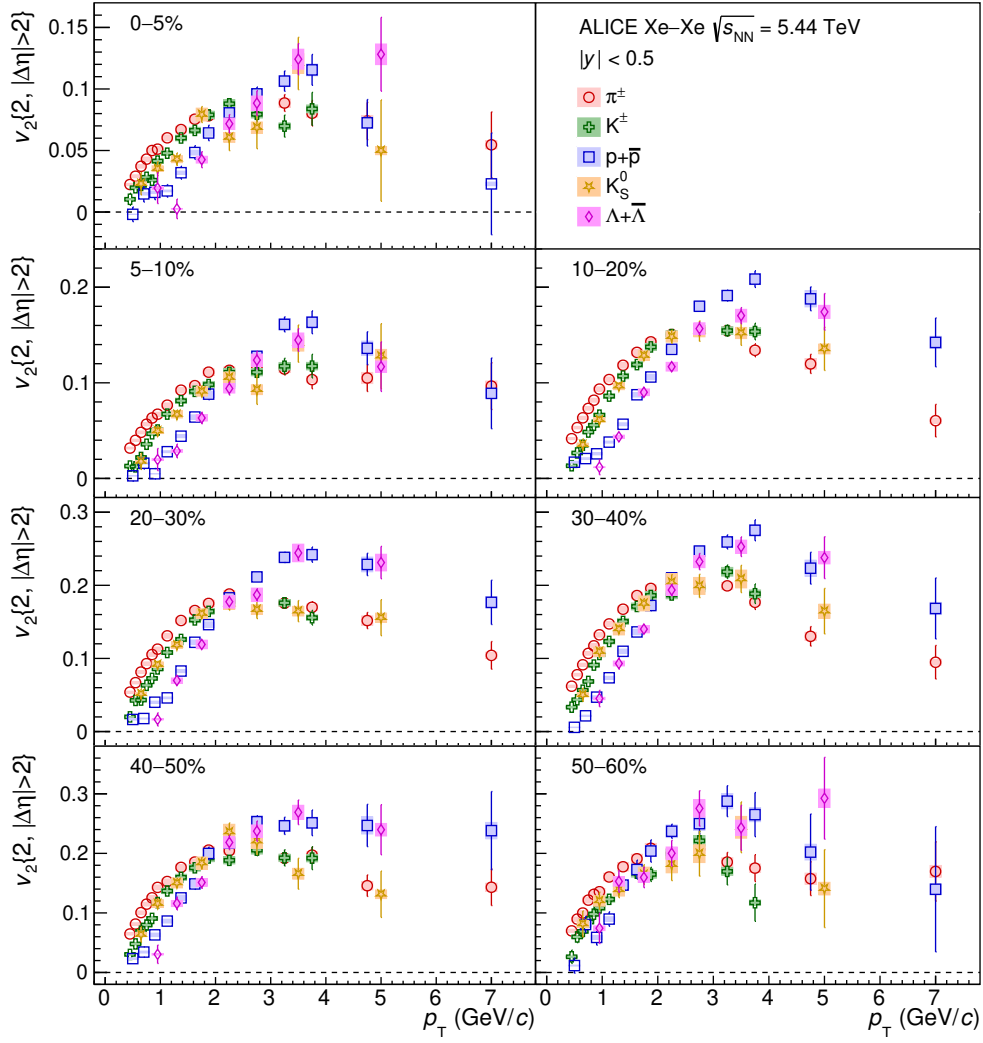 0–5%
ALICE Xe–Xe √sNN = 5.44 TeV
|y| < 0.5
π±
K±
p+p̅
K0S
Λ+Λ̅
v2{2, |Δη|>2}
0.15
0.1
0.05
0
5–10%
10–20%
v2{2, |Δη|>2}
0.2
0.1
0
20–30%
30–40%
v2{2, |Δη|>2}
0.3
0.2
0.1
0
40–50%
50–60%
v2{2, |Δη|>2}
0.3
0.2
0.1
0
0 1 2 3 4 5 6 7
0 1 2 3 4 5 6 7
pT (GeV/c)
pT (GeV/c)